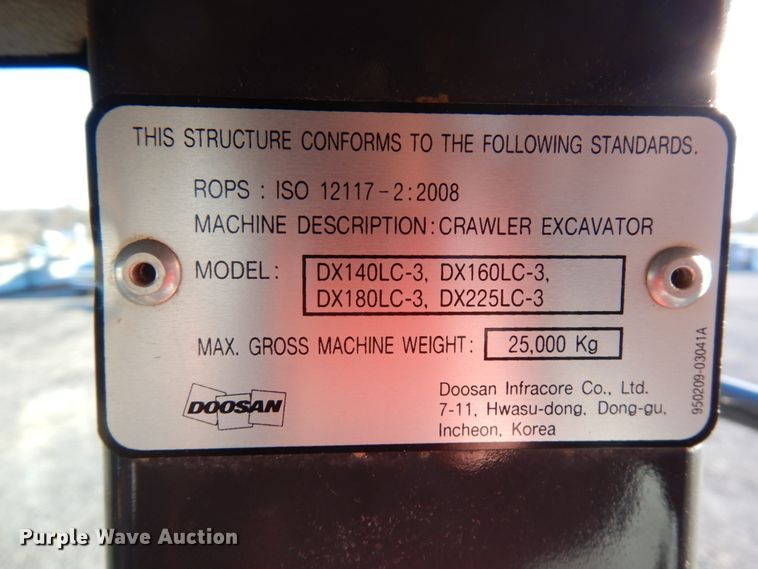 THIS STRUCTURE CONFORMS TO THE FOLLOWING STANDARDS.
ROPS : ISO 12117-2:2008
MACHINE DESCRIPTION: CRAWLER EXCAVATOR
MODEL : DX140LC-3, DX160LC-3,
DX180LC-3, DX225LC-3
MAX. GROSS MACHINE WEIGHT : 25,000 Kg
DOOSAN
Doosan Infracore Co., Ltd.
7-11, Hwasu-dong, Dong-gu,
Incheon, Korea
950209-03041A
Purple Wave Auction